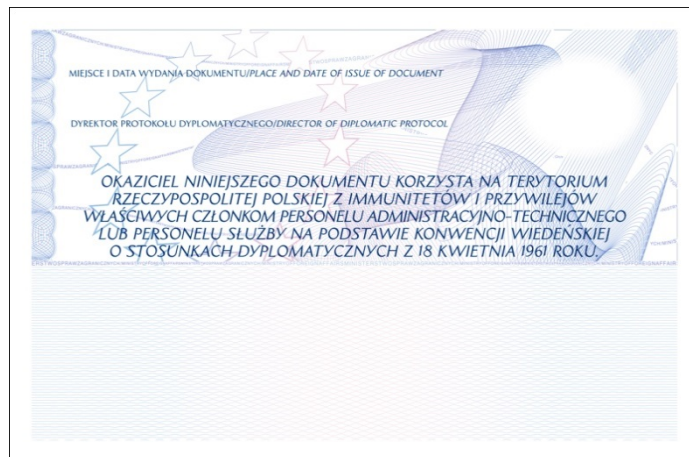 MIEJSCE I DATA WYDANIA DOKUMENTU/PLACE AND DATE OF ISSUE OF DOCUMENT
DYREKTOR PROTOKOŁU DYPLOMATYCZNEGO/DIRECTOR OF DIPLOMATIC PROTOCOL
OKAZICIEL NINIEJSZEGO DOKUMENTU KORZYSTA NA TERYTORIUM
RZECZYPOSPOLITEJ POLSKIEJ Z IMMUNITETÓW I PRZYWILEJÓW
WŁAŚCIWYCH CZŁONKOM PERSONELU ADMINISTRACYJNO-TECHNICZNEGO
LUB PERSONELU SŁUŻBY NA PODSTAWIE KONWENCJI WIEDEŃSKIEJ
O STOSUNKACH DYPLOMATYCZNYCH Z 18 KWIETNIA 1961 ROKU.